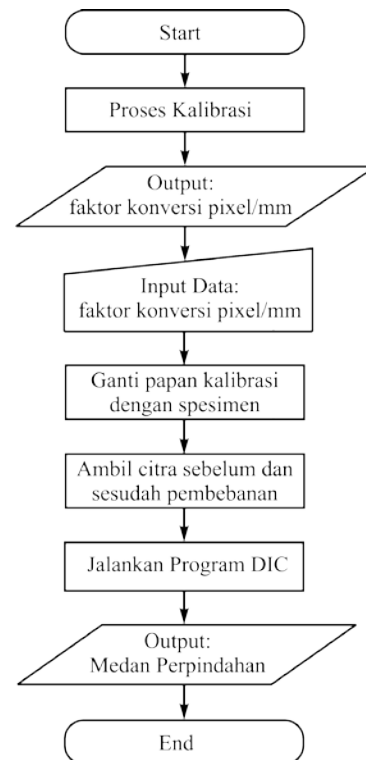 Start
Proses Kalibrasi
Output:
faktor konversi pixel/mm
Input Data:
faktor konversi pixel/mm
Ganti papan kalibrasi
dengan spesimen
Ambil citra sebelum dan
sesudah pembebanan
Jalankan Program DIC
Output:
Medan Perpindahan
End